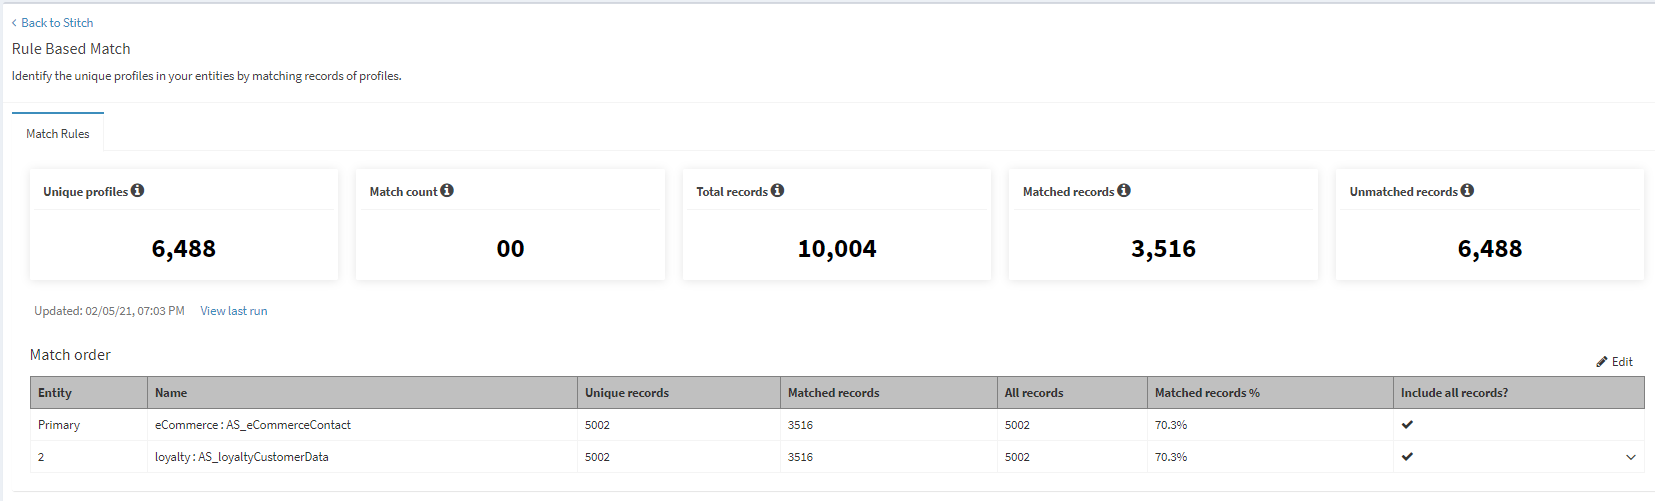 Back to Stitch
Rule Based Match
Identify the unique profiles in your entities by matching records of profiles.
Match Rules
Unique profiles Match count Total records Matched records Unmatched records
6,488 00 10,004 3,516 6,488
Updated: 02/05/21, 07:03 PM View last run
Match order
Edit
Entity Name Unique records Matched records All records Matched records % Include all records?
Primary eCommerce : AS_eCommerceContact 5002 3516 5002 70.3%
2 loyalty : AS_loyaltyCustomerData 5002 3516 5002 70.3%